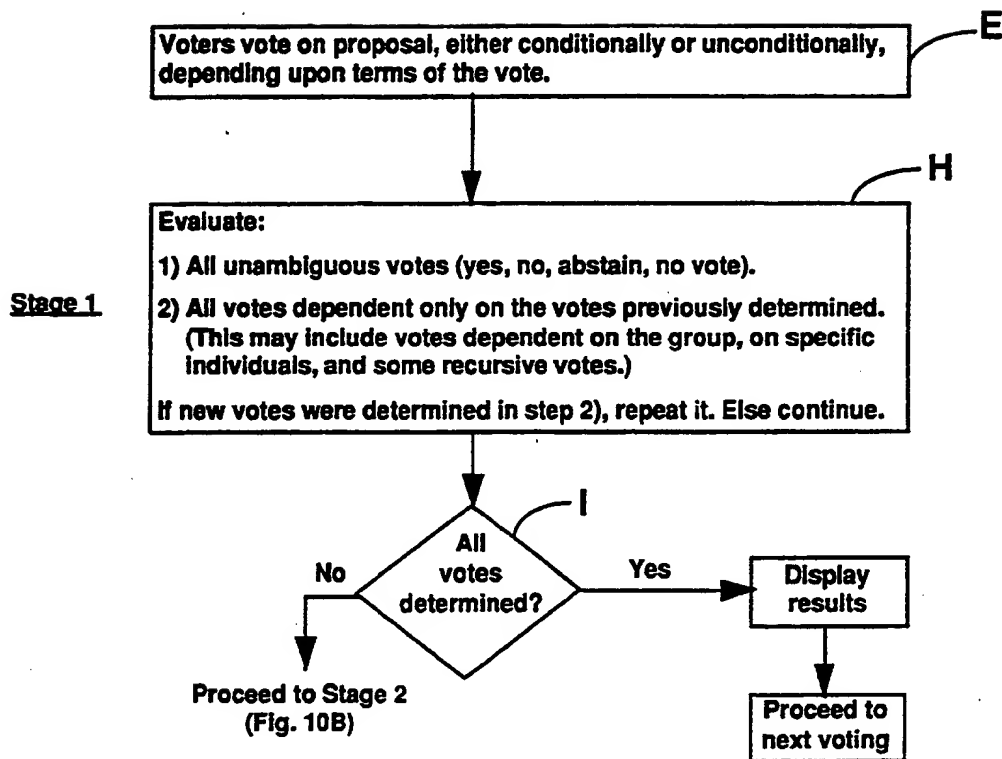 E
Voters vote on proposal, either conditionally or unconditionally,
depending upon terms of the vote.
H
Evaluate:
1) All unambiguous votes (yes, no, abstain, no vote).
Stage 1
2) All votes dependent only on the votes previously determined.
(This may include votes dependent on the group, on specific
individuals, and some recursive votes.)
If new votes were determined in step 2), repeat it. Else continue.
I
All
votes
determined?
No
Yes
Display
results
Proceed to Stage 2
(Fig. 10B)
Proceed to
next voting